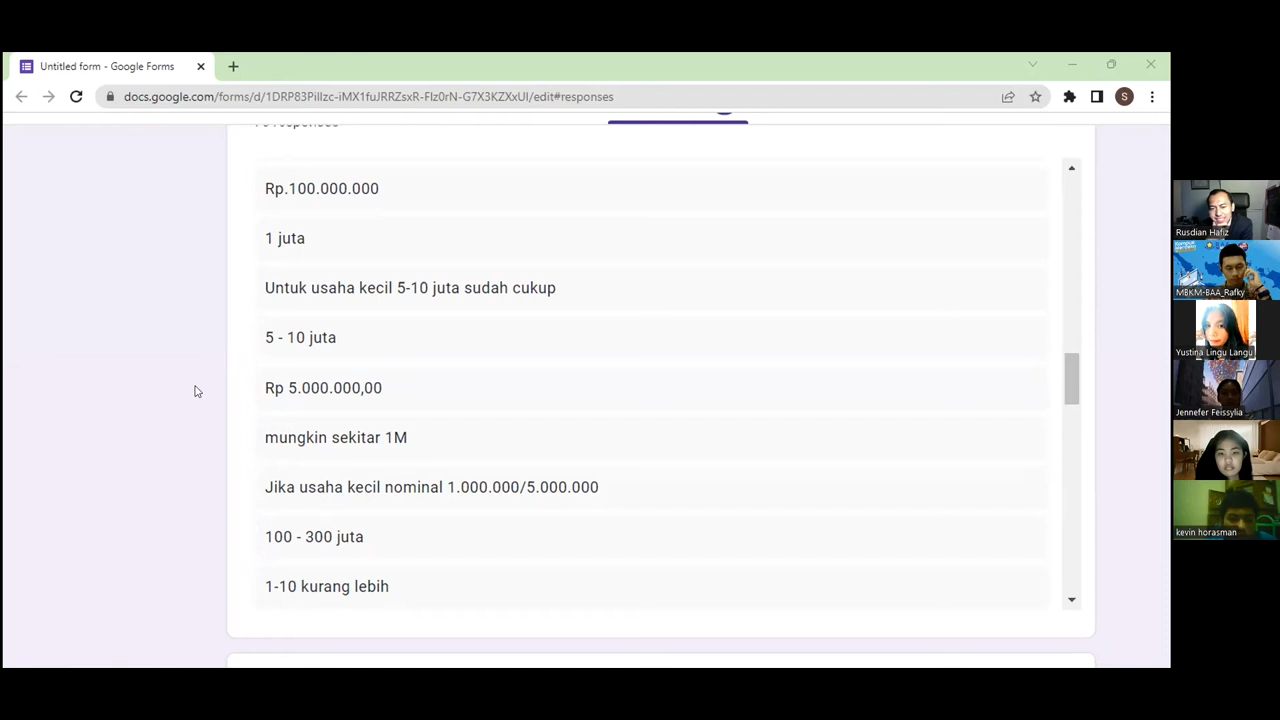 Untitled form - Google Forms
docs.google.com/forms/d/1DRP83PiIIzc-iMX1fuJRRZsxR-FIz0rN-G7X3KZXxUI/edit#responses
S
Rp.100.000.000
1 juta
Untuk usaha kecil 5-10 juta sudah cukup
5 - 10 juta
Rp 5.000.000,00
mungkin sekitar 1M
Jika usaha kecil nominal 1.000.000/5.000.000
100 - 300 juta
1-10 kurang lebih
Rusdian Hafiz
MBKM-BAA_Rafky
Yustina Lingu Langu
Jennefer Feissylia
kevin horasman